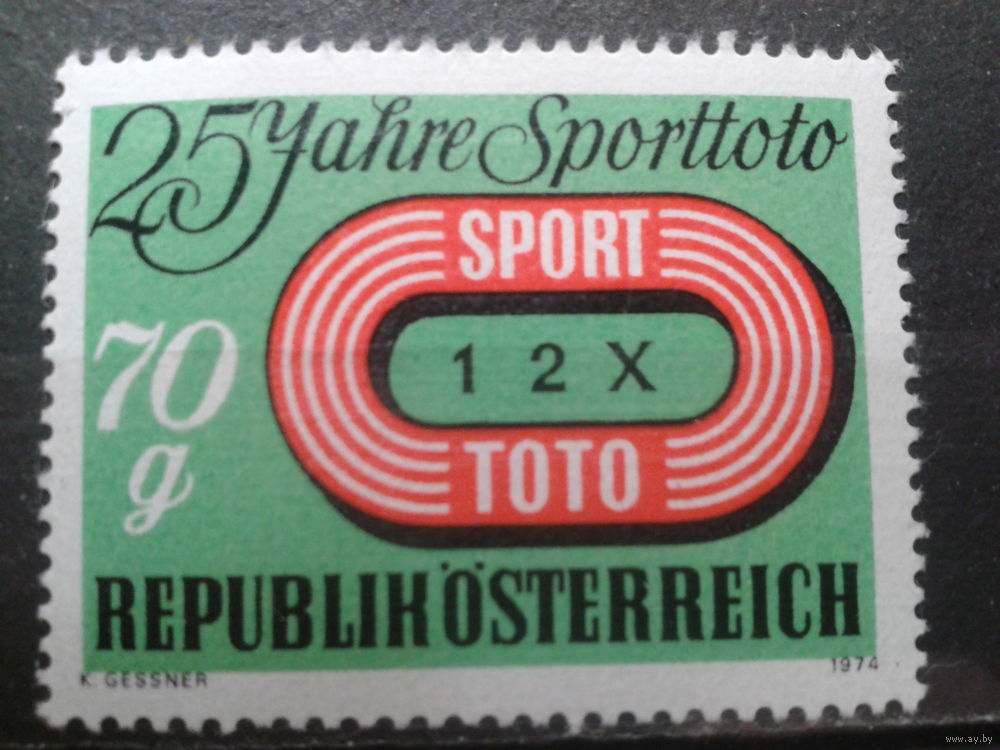 25 Jahre Sporttoto
SPORT
1 2 X
TOTO
70
g
REPUBLIK ÖSTERREICH
K. GESSNER
1974
www.ay.by